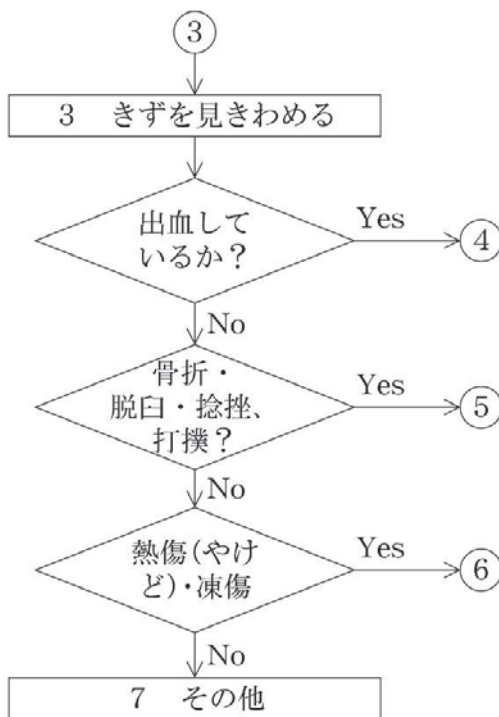 ③
3 きずを見きわめる
出血して
いるか？
Yes
④
No
骨折・
脱臼・捻挫、
打撲？
Yes
⑤
No
熱傷(やけ
ど)・凍傷
Yes
⑥
No
7 その他